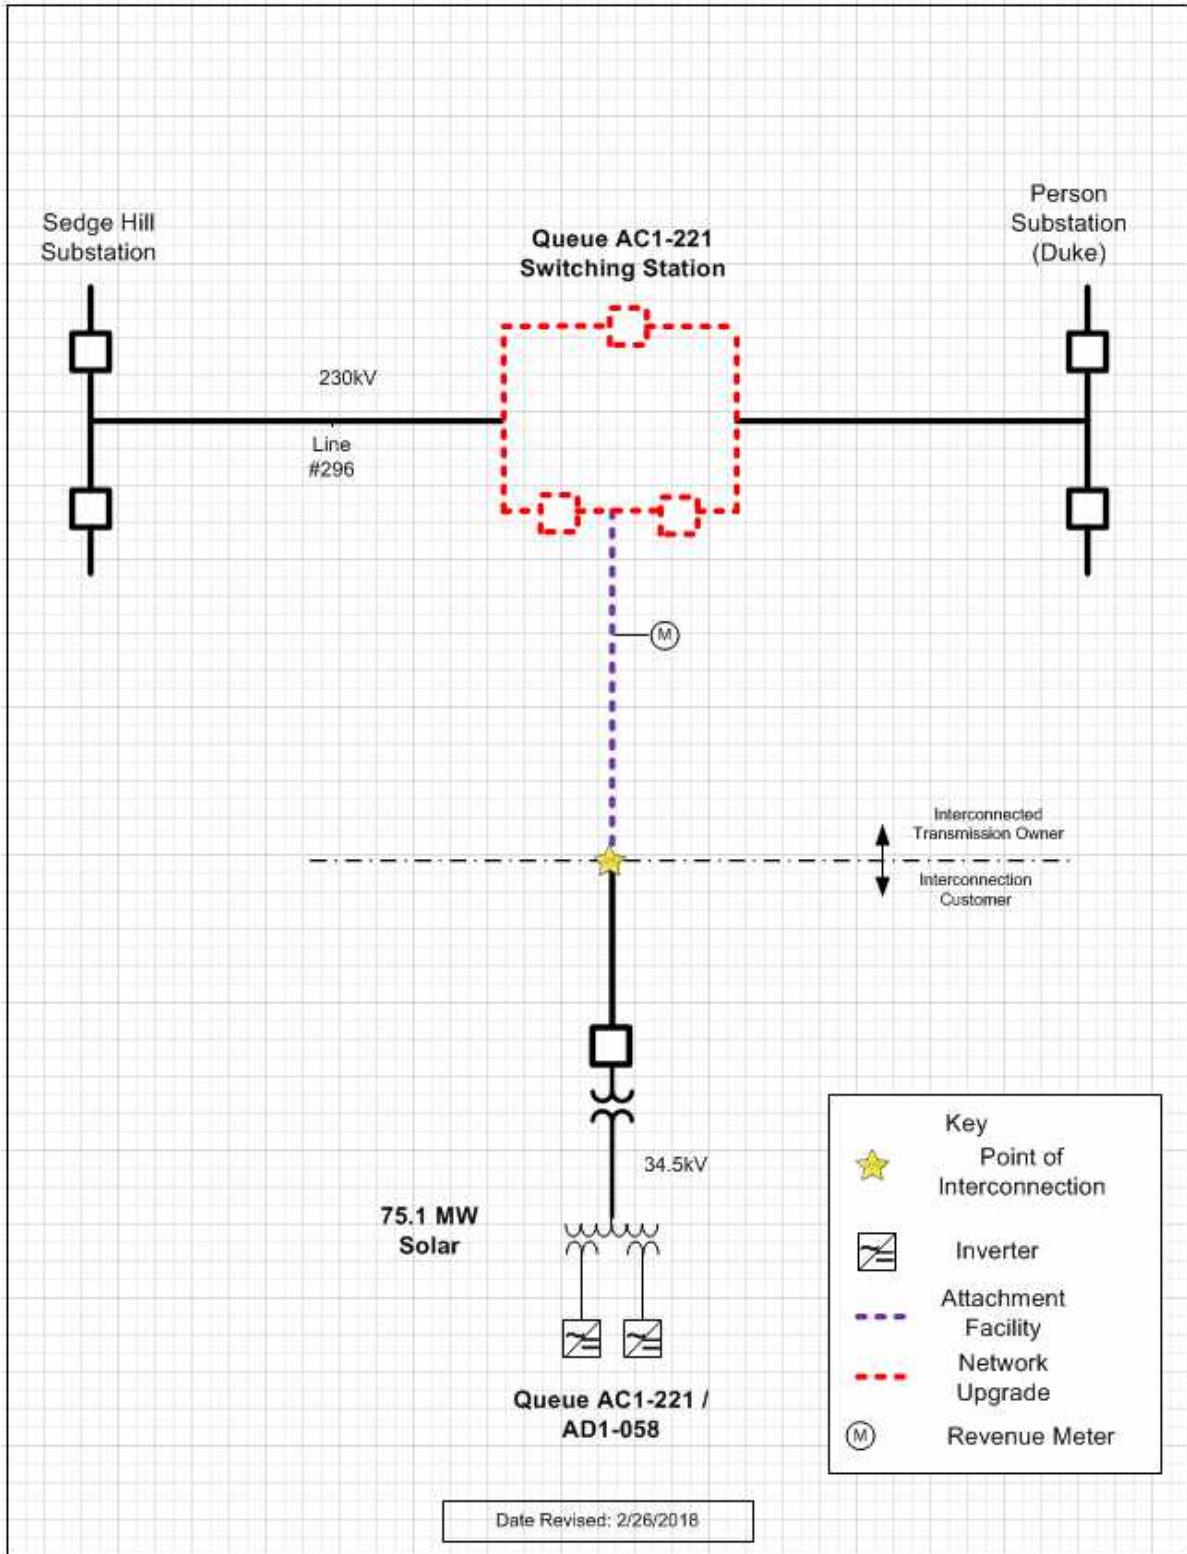 Sedge Hill
Substation
Queue AC1-221
Switching Station
Person
Substation
(Duke)
230kV
Line
#296
M
Interconnected
Transmission Owner
Interconnection
Customer
34.5kV
75.1 MW
Solar
Queue AC1-221 /
AD1-058
Key
Point of
Interconnection
Inverter
Attachment
Facility
Network
Upgrade
M
Revenue Meter
Date Revised: 2/26/2018